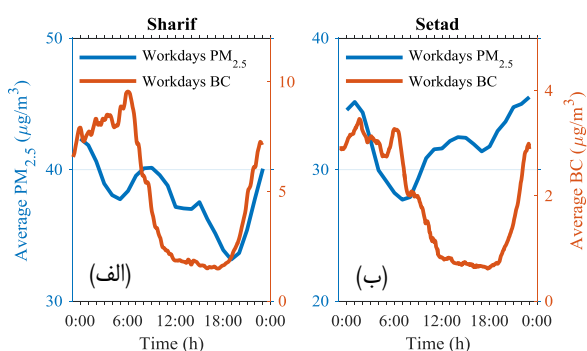 Sharif
Setad
Workdays PM2.5
Workdays BC
Workdays PM2.5
Workdays BC
Average PM2.5 (µg/m3)
50
40
30
10
5
0
40
30
20
4
2
0
Average BC (µg/m3)
(الف)
(ب)
0:00 6:00 12:00 18:00 0:00
0:00 6:00 12:00 18:00 0:00
Time (h)
Time (h)